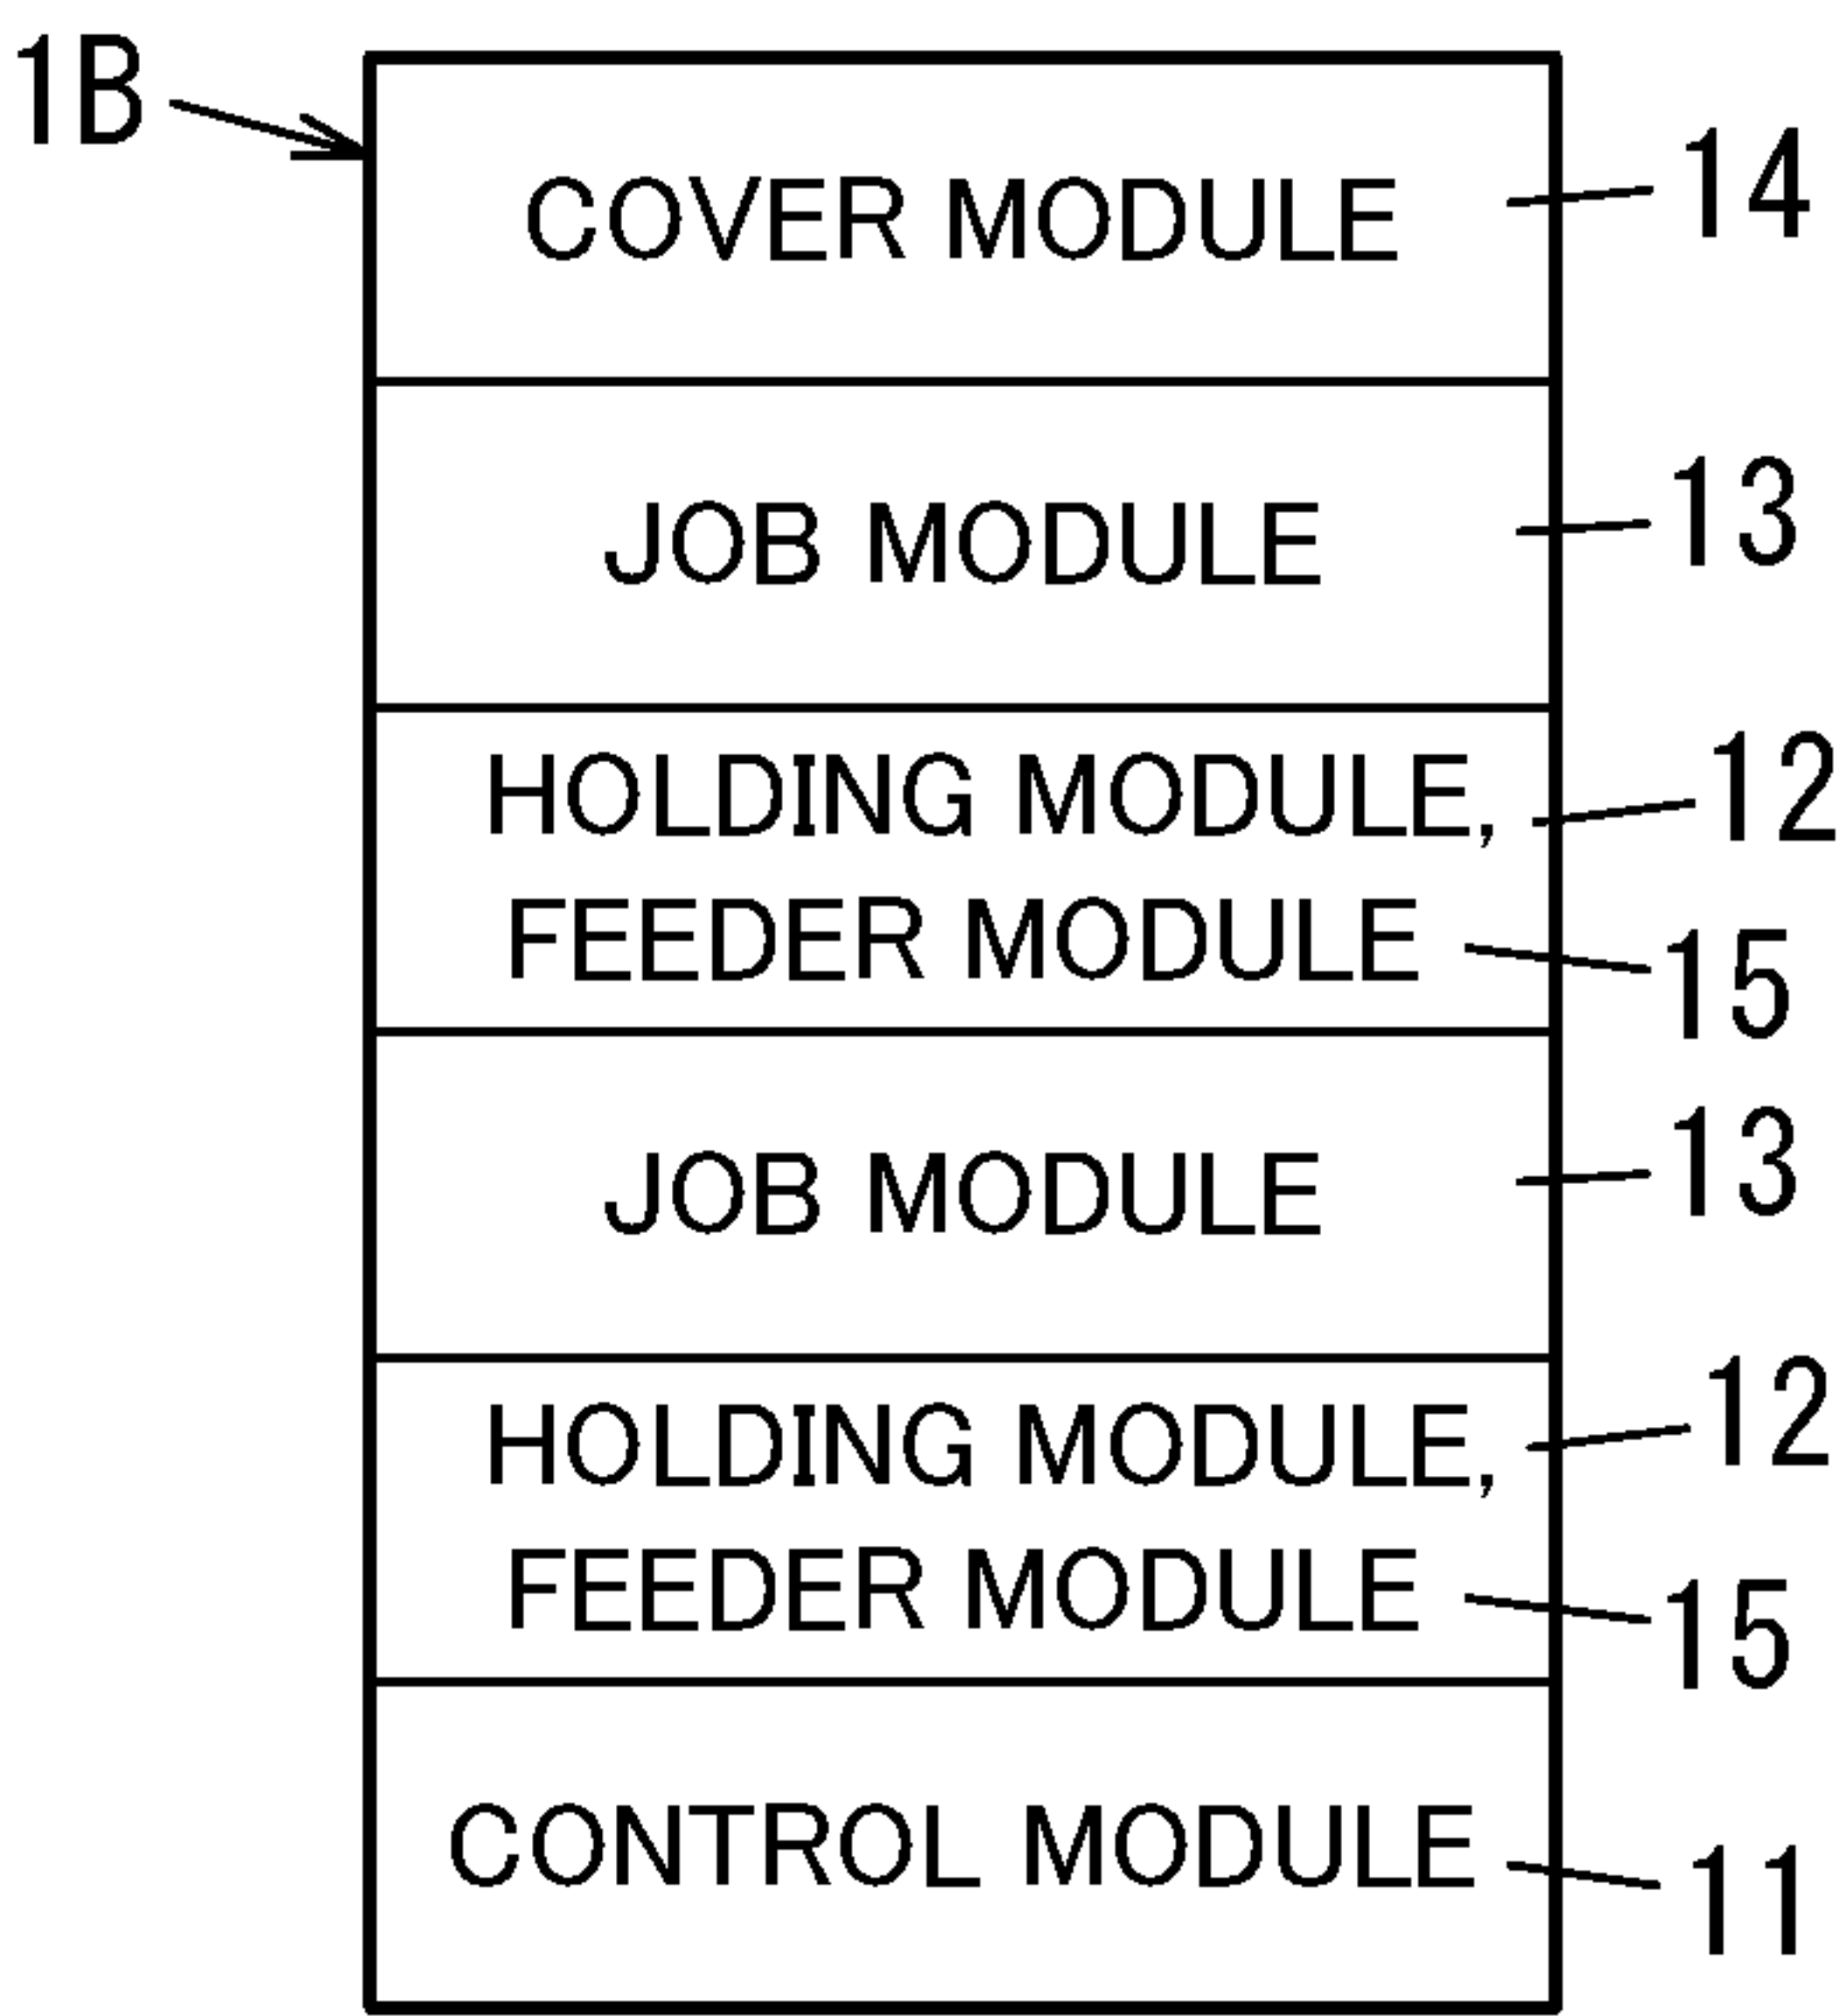 1B
COVER MODULE 14
JOB MODULE 13
HOLDING MODULE, 12
FEEDER MODULE 15
JOB MODULE 13
HOLDING MODULE, 12
FEEDER MODULE 15
CONTROL MODULE 11